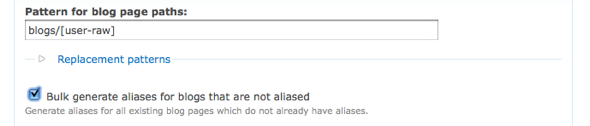 Pattern for blog page paths:
blogs/[user-raw]
Replacement patterns
Bulk generate aliases for blogs that are not aliased
Generate aliases for all existing blog pages which do not already have aliases.